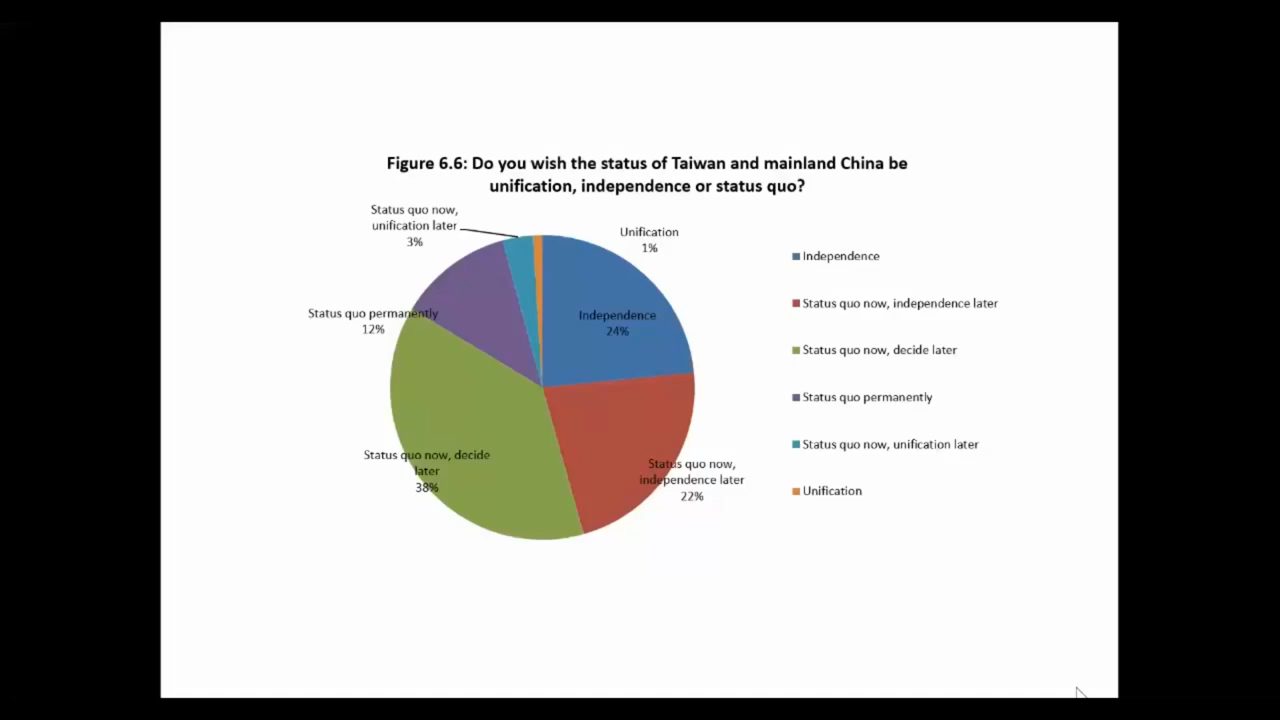 Figure 6.6: Do you wish the status of Taiwan and mainland China be
unification, independence or status quo?
Status quo now,
unification later
3%
Unification
1%
Independence
24%
Status quo permanently
12%
Status quo now, decide
later
38%
Status quo now,
independence later
22%
Independence
Status quo now, independence later
Status quo now, decide later
Status quo permanently
Status quo now, unification later
Unification